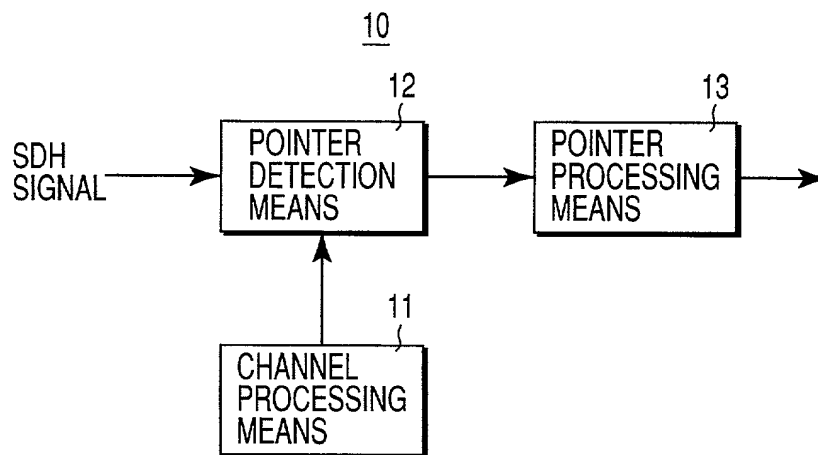 10
12
POINTER
DETECTION
MEANS
13
POINTER
PROCESSING
MEANS
SDH
SIGNAL
11
CHANNEL
PROCESSING
MEANS